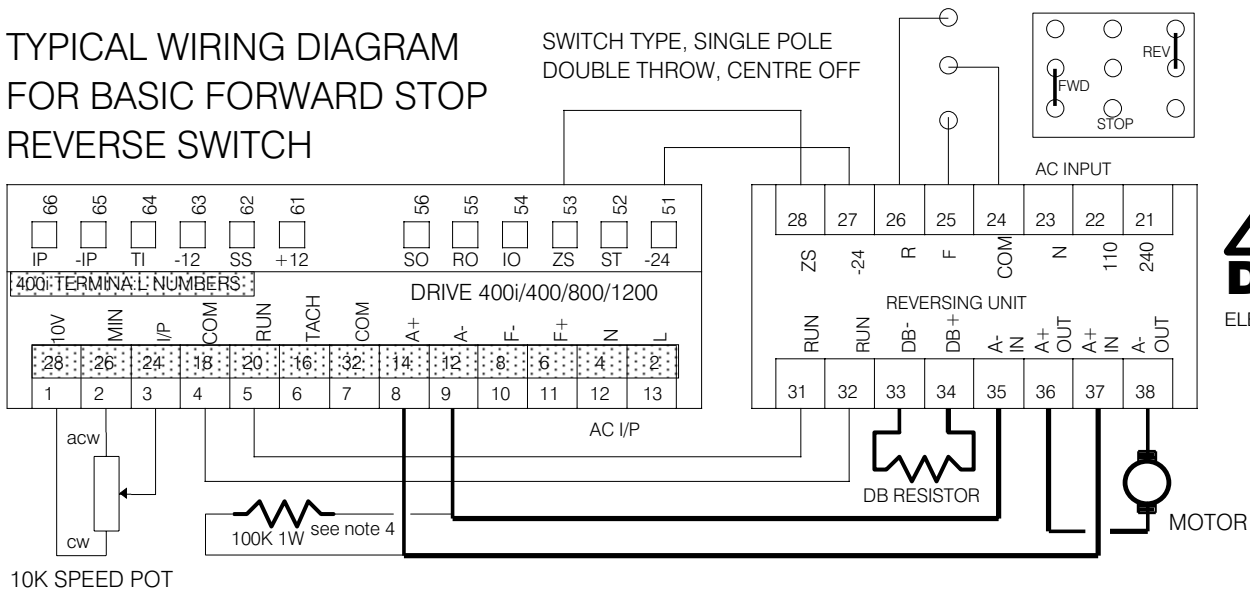 TYPICAL WIRING DIAGRAM
FOR BASIC FORWARD STOP
REVERSE SWITCH
SWITCH TYPE, SINGLE POLE
DOUBLE THROW, CENTRE OFF
REV
FWD
STOP
AC INPUT
66 65 64 63 62 61 56 55 54 53 52 51
IP -IP TI -12 SS +12 SO RO IO ZS ST -24
400i TERMINAL NUMBERS
DRIVE 400i/400/800/1200
10V MIN I/P COM RUN TACH COM A+ A- F- F+ N L
28 26 24 18 20 16 32 14 12 8 6 4 2
1 2 3 4 5 6 7 8 9 10 11 12 13
AC I/P
28 27 26 25 24 23 22 21
ZS -24 R F COM N 110 240
REVERSING UNIT
RUN RUN DB- DB+ A- IN A+ OUT A+ IN A- OUT
31 32 33 34 35 36 37 38
acw
cw
10K SPEED POT
100K 1W see note 4
DB RESISTOR
MOTOR